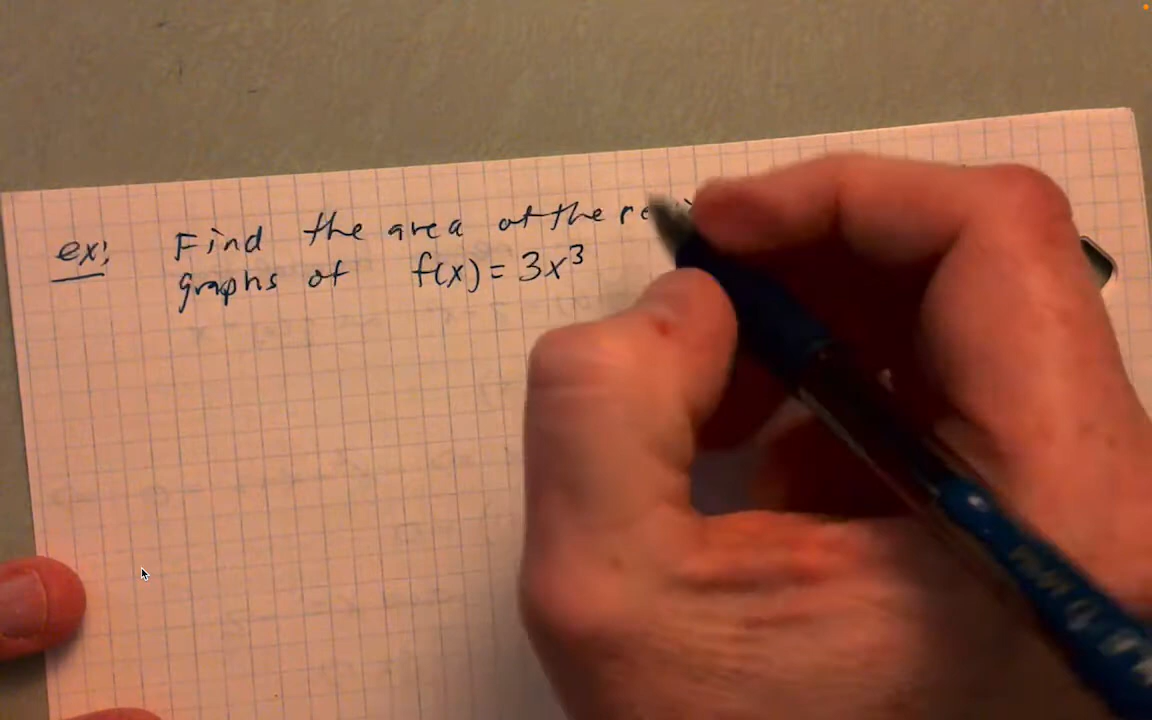 ex: Find the area of the
graphs of f(x) = 3x³